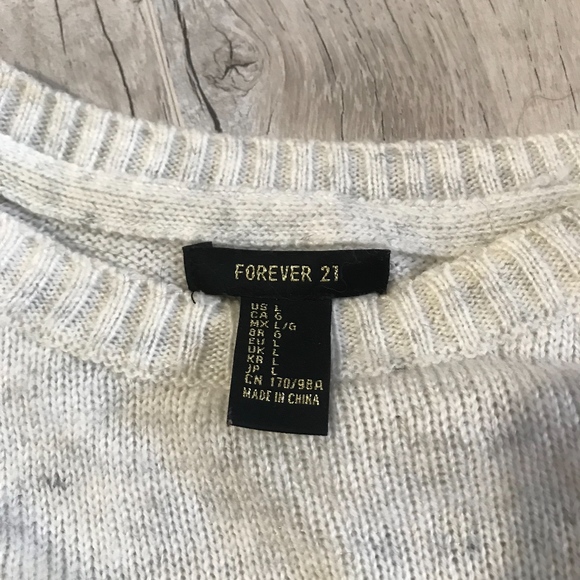 FOREVER 21
US L
CA G
MX L/G
BR G
EU L
UK L
KR L
JP L
CN 170/98A
MADE IN CHINA